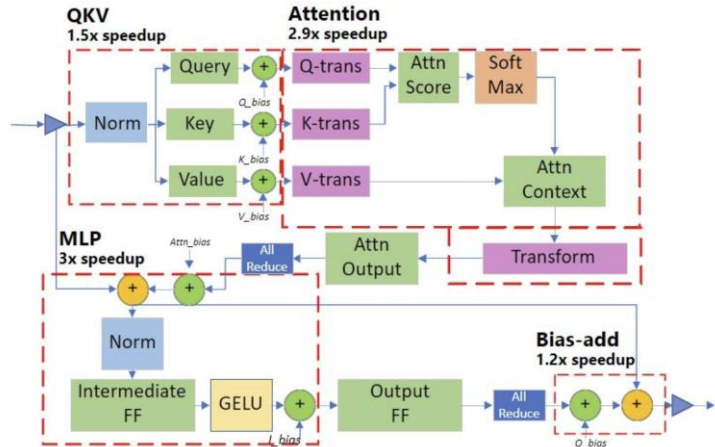 QKV
1.5x speedup
Attention
2.9x speedup
Norm
Query
+
Q_bias
Key
+
K_bias
Value
+
V_bias
Q-trans
K-trans
V-trans
Attn
Score
Soft
Max
Attn
Context
Transform
Attn
Output
All
Reduce
MLP
3x speedup
Attn_bias
+
+
Norm
Intermediate
FF
GELU
+
I_bias
Output
FF
All
Reduce
Bias-add
1.2x speedup
+
+
O_bias